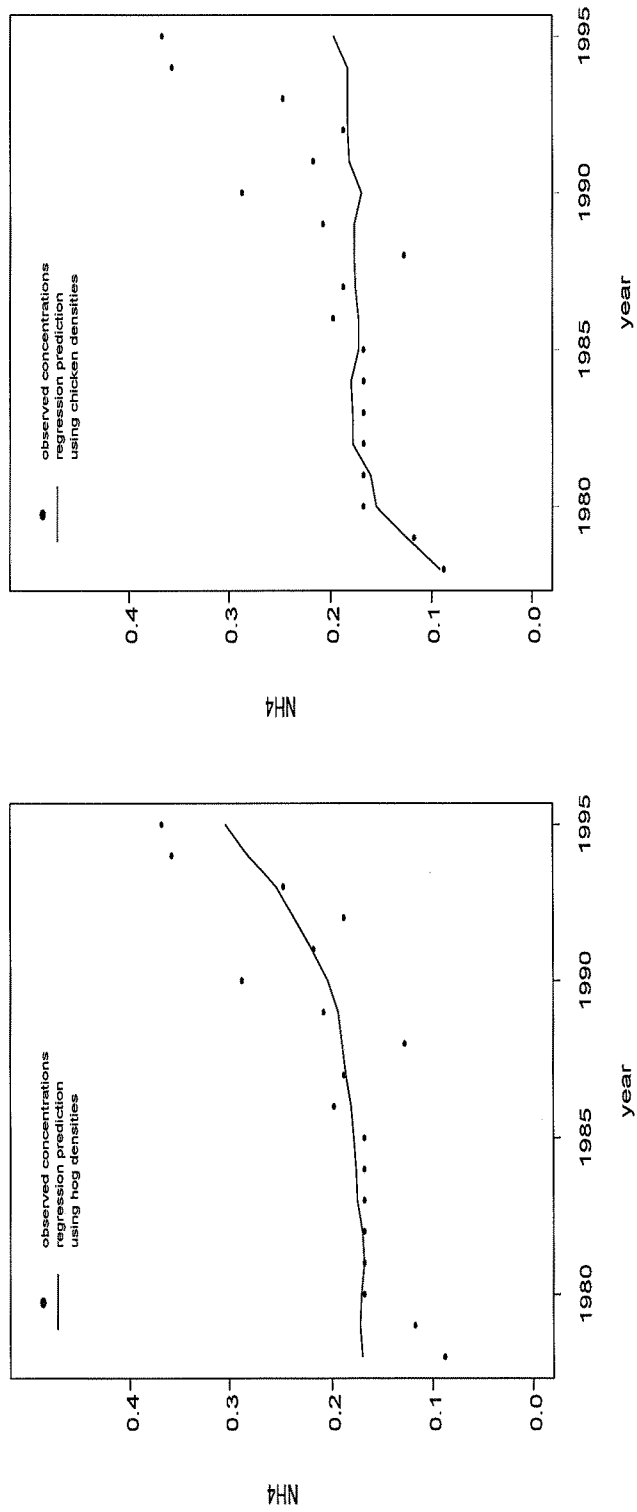 observed concentrations
regression prediction
using hog densities
NH4
0.4
0.3
0.2
0.1
0.0
1980
1985
1990
1995
year
observed concentrations
regression prediction
using chicken densities
NH4
0.4
0.3
0.2
0.1
0.0
1980
1985
1990
1995
year